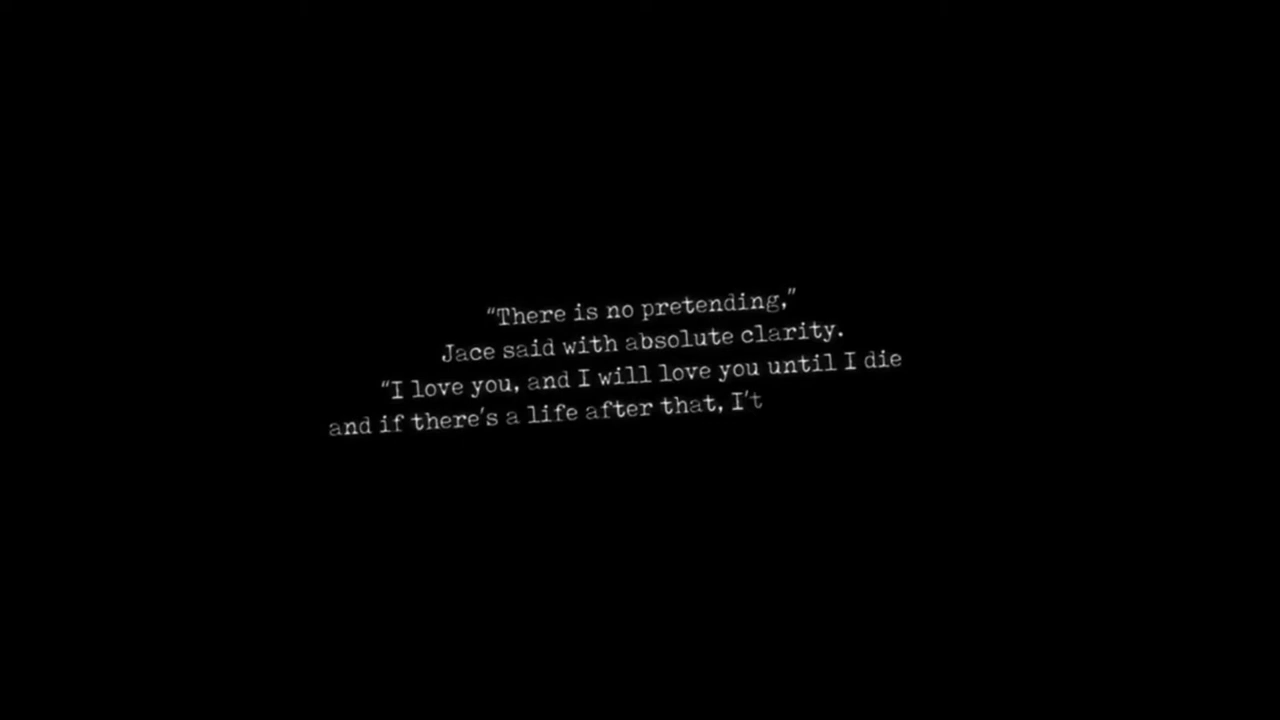 “There is no pretending,”
Jace said with absolute clarity.
“I love you, and I will love you until I die
and if there's a life after that, I't